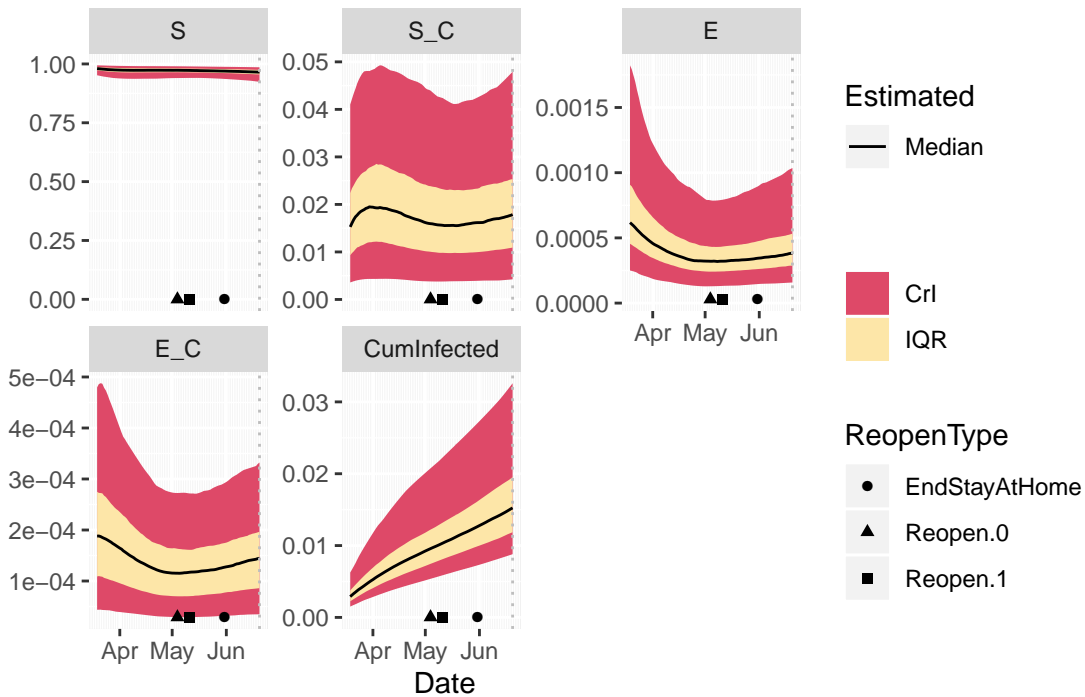 S
S_C
E
1.00
0.75
0.50
0.25
0.00
0.05
0.04
0.03
0.02
0.01
0.00
0.0015
0.0010
0.0005
0.0000
Apr May Jun
E_C
CumInfected
5e−04
4e−04
3e−04
2e−04
1e−04
Apr May Jun
0.03
0.02
0.01
0.00
Apr May Jun
Date
Estimated
Median
CrI
IQR
ReopenType
EndStayAtHome
Reopen.0
Reopen.1